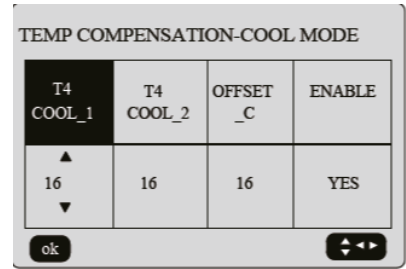 TEMP COMPENSATION-COOL MODE
T4 T4 OFFSET ENABLE
COOL_1 COOL_2 _C
16 16 16 YES
ok